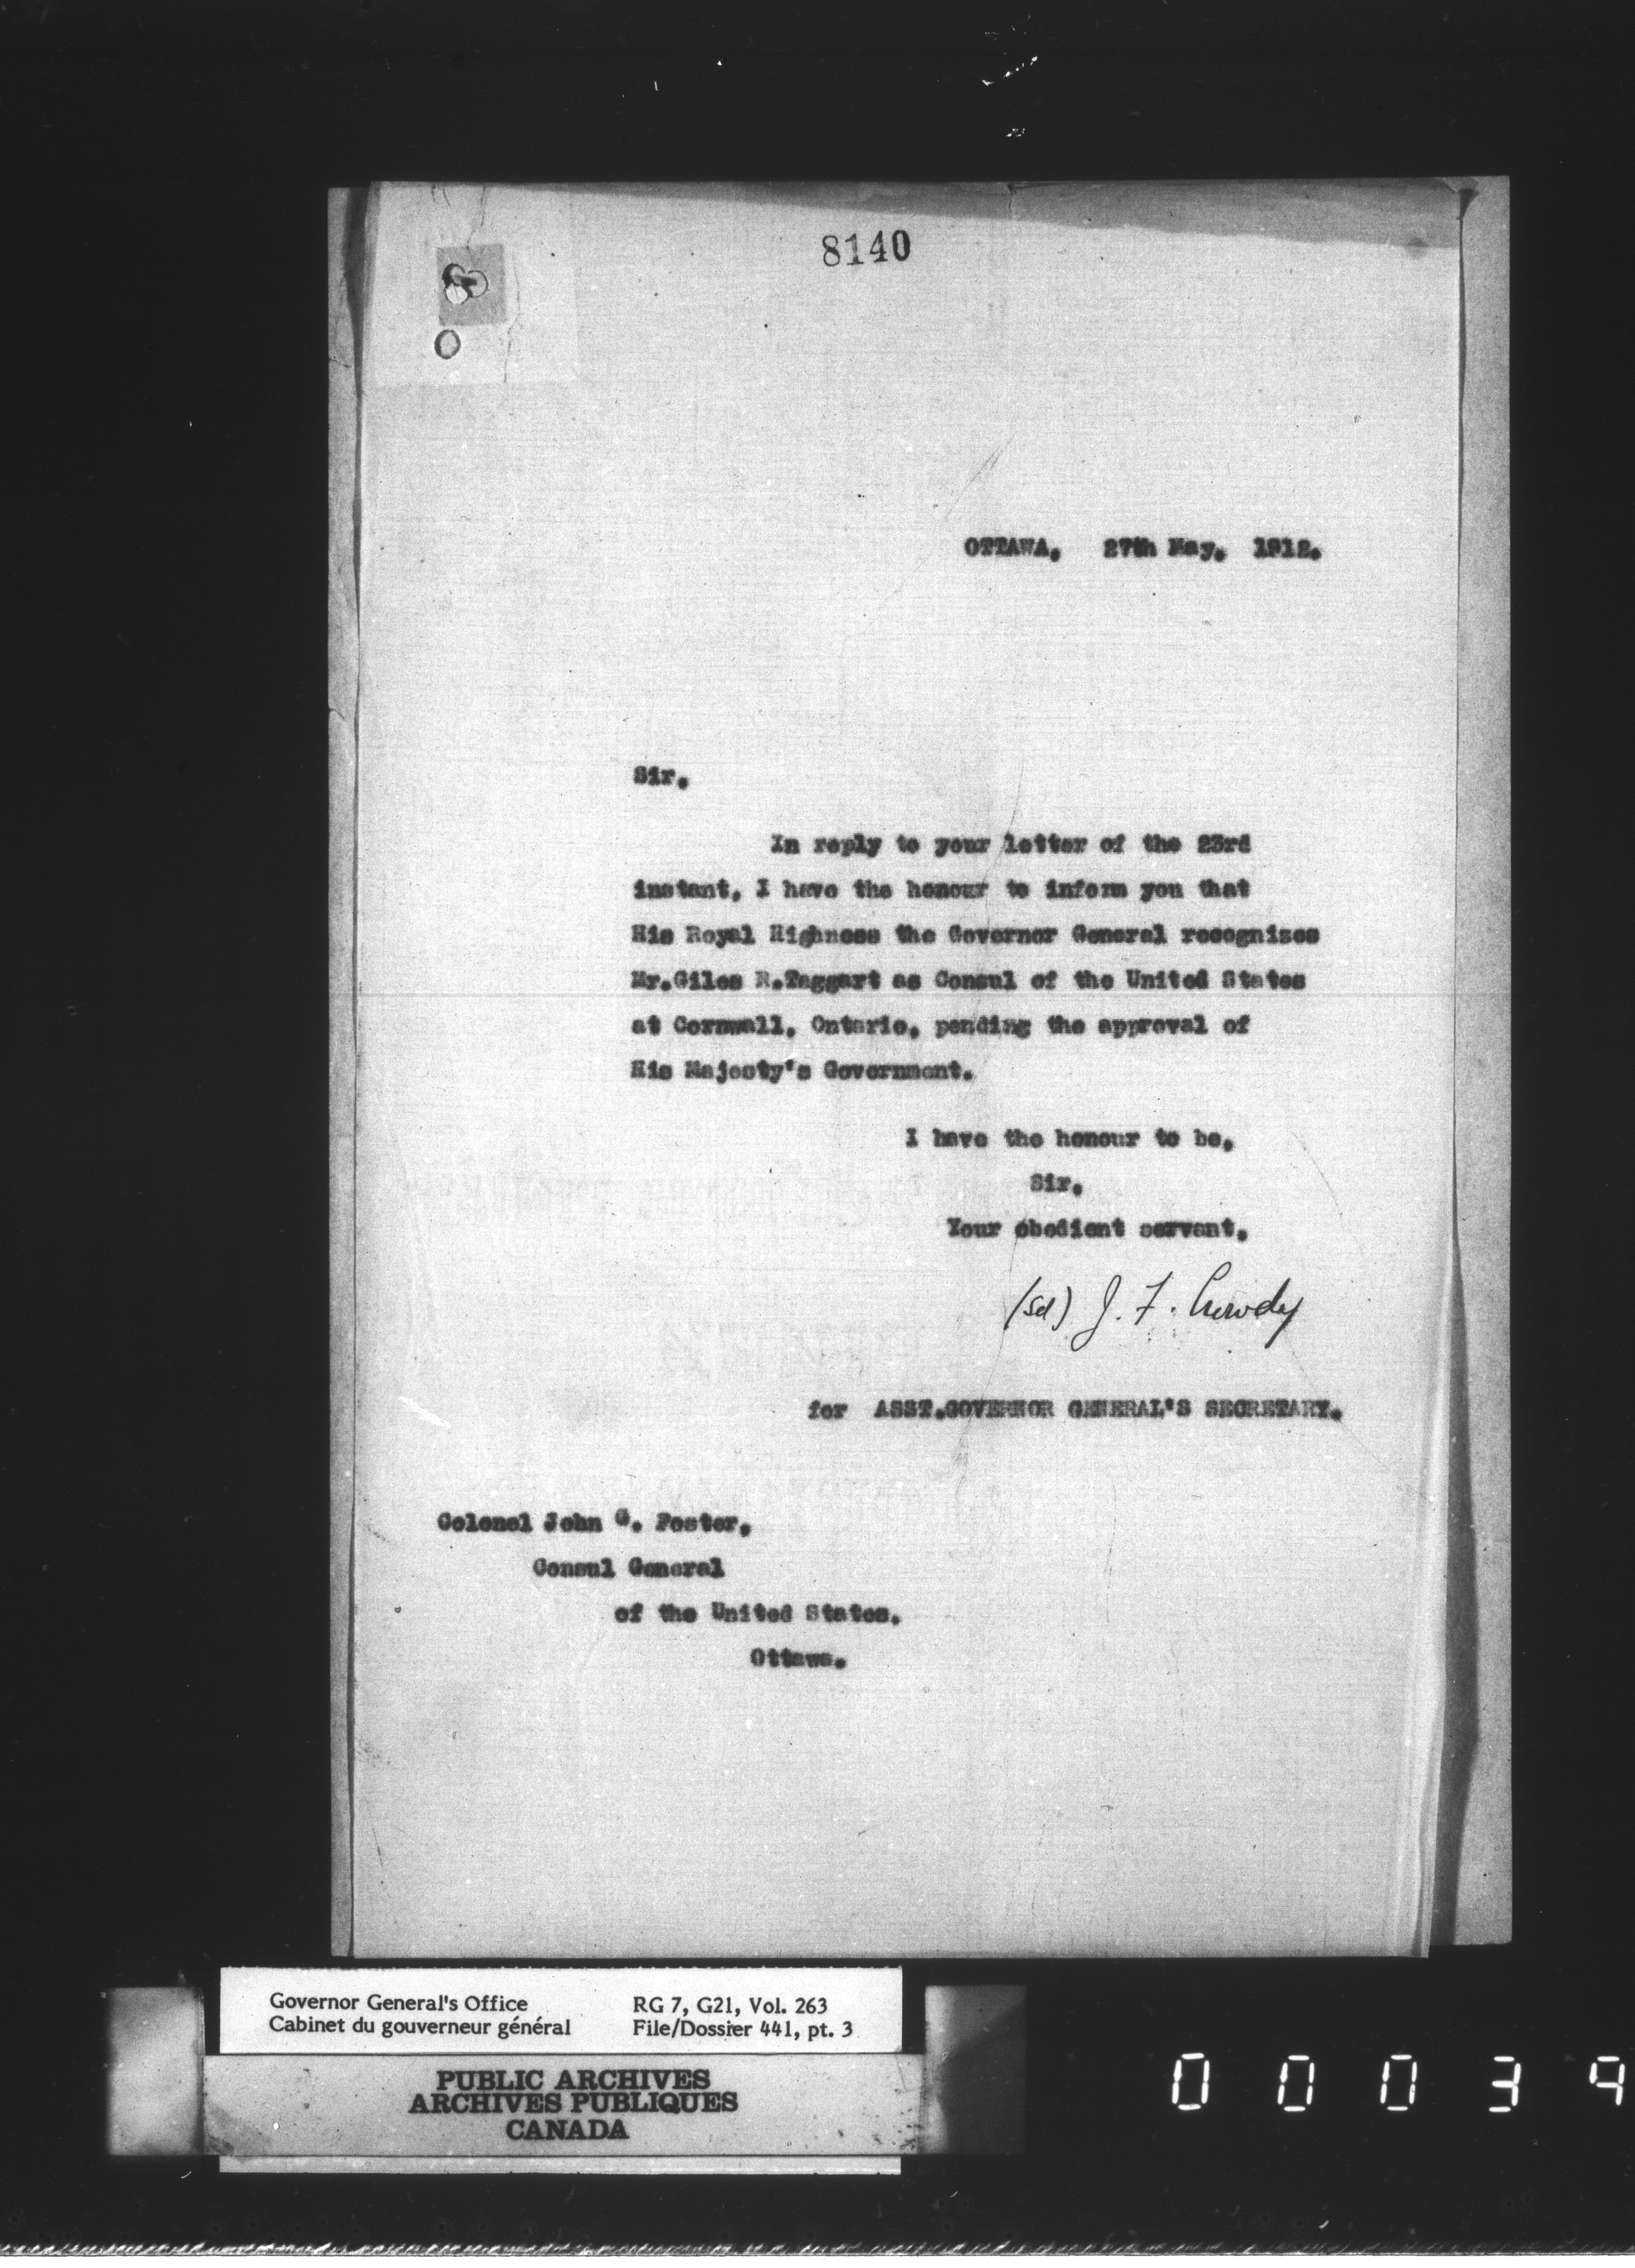 8140
OTTAWA, 27th May, 1912.
Sir,
In reply to your letter of the 23rd
instant, I have the honour to inform you that
His Royal Highness the Governor General recognizes
Mr.Giles R.Taggart as Consul of the United States
at Cornwall, Ontario, pending the approval of
His Majesty's Government.
I have the honour to be,
Sir,
Your obedient servant,
(Sd) J. F. Crowdy
for ASST.GOVERNOR GENERAL'S SECRETARY.
Colonel John G. Foster,
Consul General
of the United States,
Ottawa.
Governor General's Office RG 7, G21, Vol. 263
Cabinet du gouverneur général File/Dossier 441, pt. 3
PUBLIC ARCHIVES
ARCHIVES PUBLIQUES
CANADA
0 0 0 3 9